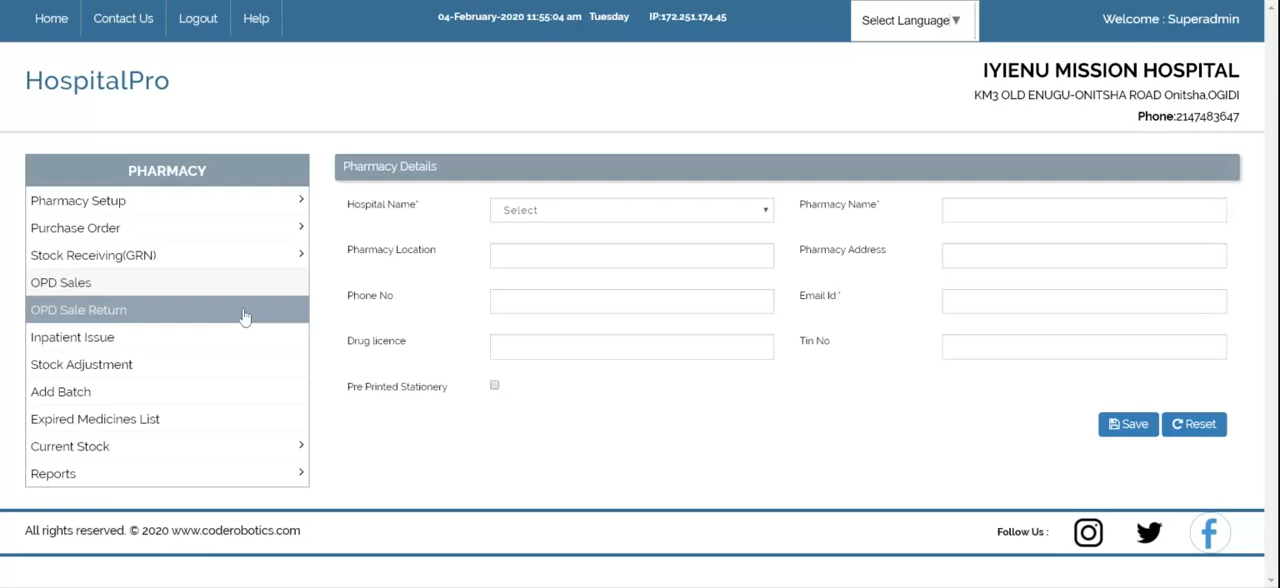 Home Contact Us Logout Help 04-February-2020 11:55:04 am Tuesday IP:172.251.174.45 Select Language▼ Welcome : Superadmin
HospitalPro
IYIENU MISSION HOSPITAL
KM3 OLD ENUGU-ONITSHA ROAD Onitsha,OGIDI
Phone:2147483647
PHARMACY
Pharmacy Setup
Purchase Order
Stock Receiving(GRN)
OPD Sales
OPD Sale Return
Inpatient Issue
Stock Adjustment
Add Batch
Expired Medicines List
Current Stock
Reports
Pharmacy Details
Hospital Name* Select Pharmacy Name*
Pharmacy Location Pharmacy Address
Phone No Email Id *
Drug licence Tin No
Pre Printed Stationery
Save Reset
All rights reserved. © 2020 www.coderobotics.com Follow Us :